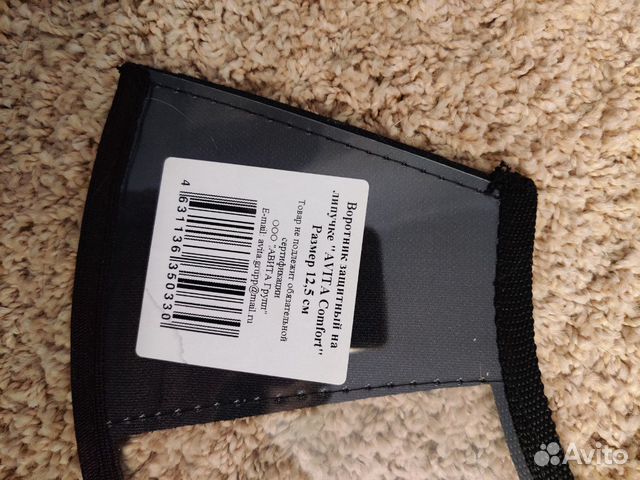 Воротник защитный на
липучке "AVITA Comfort"
Размер 12,5 см
Товар не подлежит обязательной
сертификации
ООО "АВИТА Групп"
E-mail: avita.grupp@mail.ru
4 631136 350330
Avito